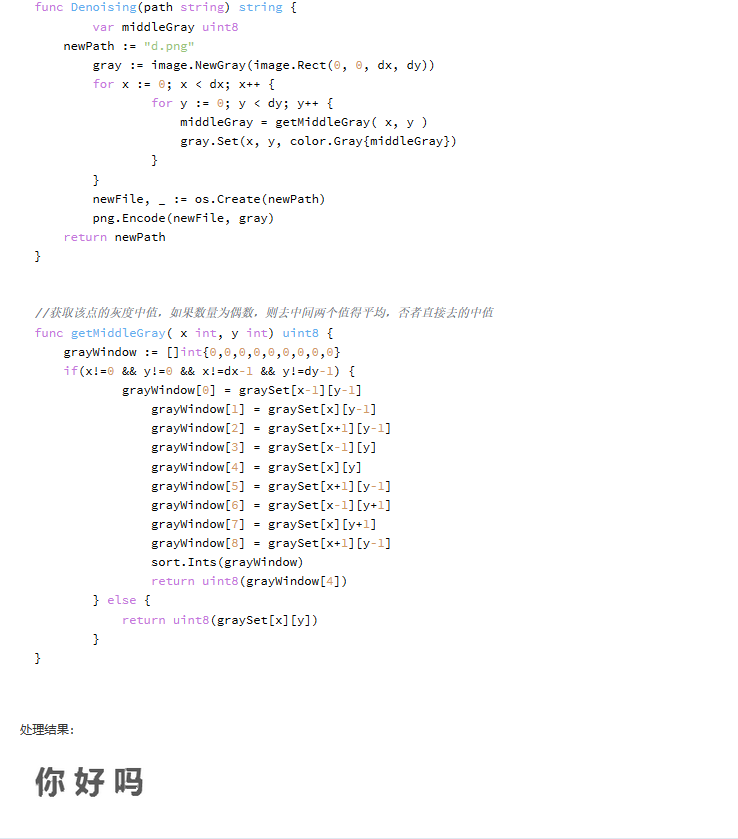 func Denoising(path string) string {
var middleGray uint8
newPath := "d.png"
gray := image.NewGray(image.Rect(0, 0, dx, dy))
for x := 0; x < dx; x++ {
for y := 0; y < dy; y++ {
middleGray = getMiddleGray( x, y )
gray.Set(x, y, color.Gray{middleGray})
}
}
newFile, _ := os.Create(newPath)
png.Encode(newFile, gray)
return newPath
}
//获取该点的灰度中值，如果数量为偶数，则去中间两个值得平均，否者直接去的中值
func getMiddleGray( x int, y int) uint8 {
grayWindow := []int{0,0,0,0,0,0,0,0,0}
if(x!=0 && y!=0 && x!=dx-1 && y!=dy-1) {
grayWindow[0] = graySet[x-1][y-1]
grayWindow[1] = graySet[x][y-1]
grayWindow[2] = graySet[x+1][y-1]
grayWindow[3] = graySet[x-1][y]
grayWindow[4] = graySet[x][y]
grayWindow[5] = graySet[x+1][y-1]
grayWindow[6] = graySet[x-1][y+1]
grayWindow[7] = graySet[x][y+1]
grayWindow[8] = graySet[x+1][y-1]
sort.Ints(grayWindow)
return uint8(grayWindow[4])
} else {
return uint8(graySet[x][y])
}
}
处理结果:
你好吗